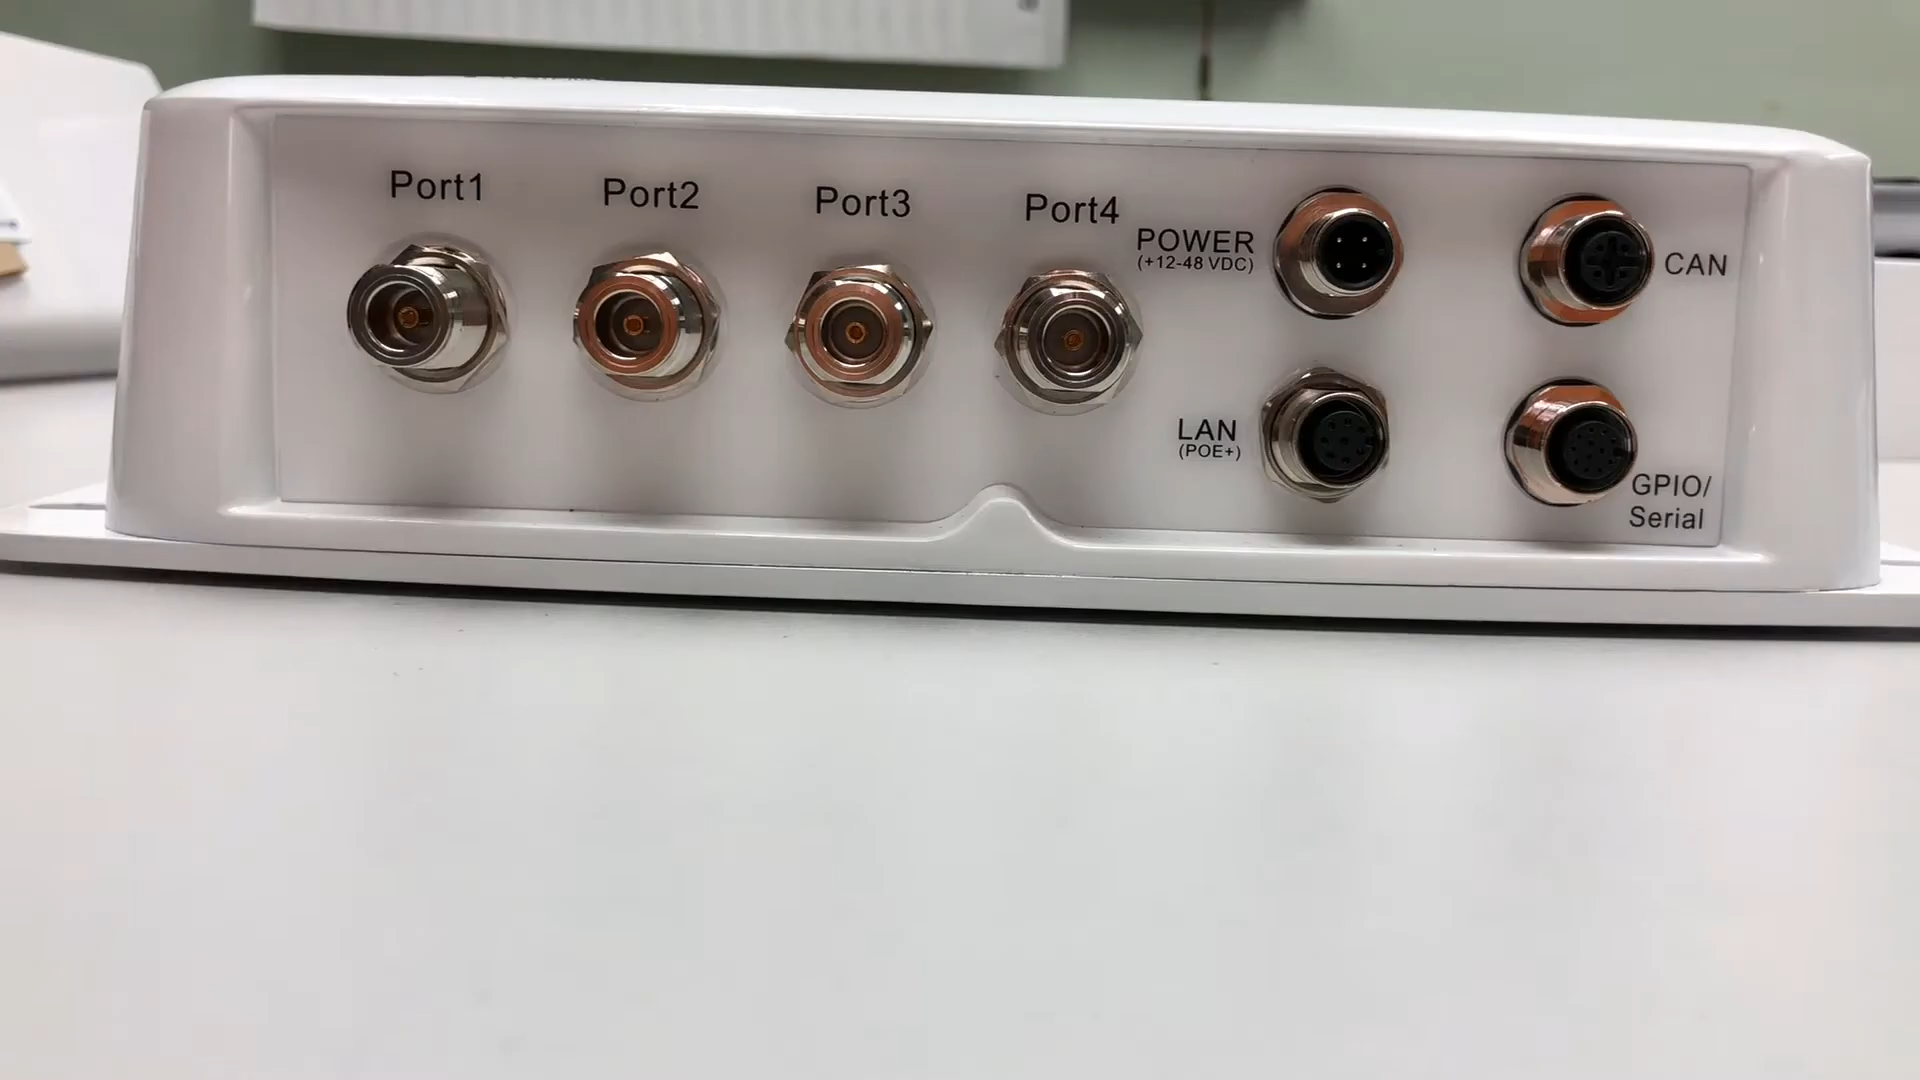 Port1
Port2
Port3
Port4
POWER
(+12-48 VDC)
CAN
LAN
(POE+)
GPIO/
Serial